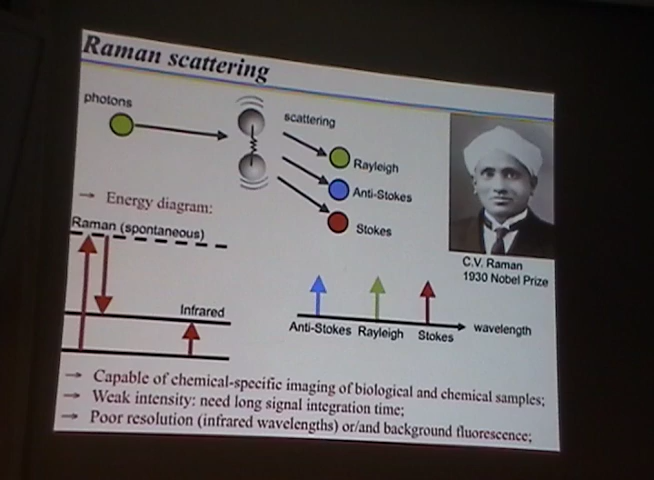 Raman scattering
photons
scattering
Rayleigh
Anti-Stokes
Stokes
→ Energy diagram:
Raman (spontaneous)
Infrared
C.V. Raman
1930 Nobel Prize
Anti-Stokes Rayleigh Stokes
wavelength
→ Capable of chemical-specific imaging of biological and chemical samples;
→ Weak intensity: need long signal integration time;
→ Poor resolution (infrared wavelengths) or/and background fluorescence;